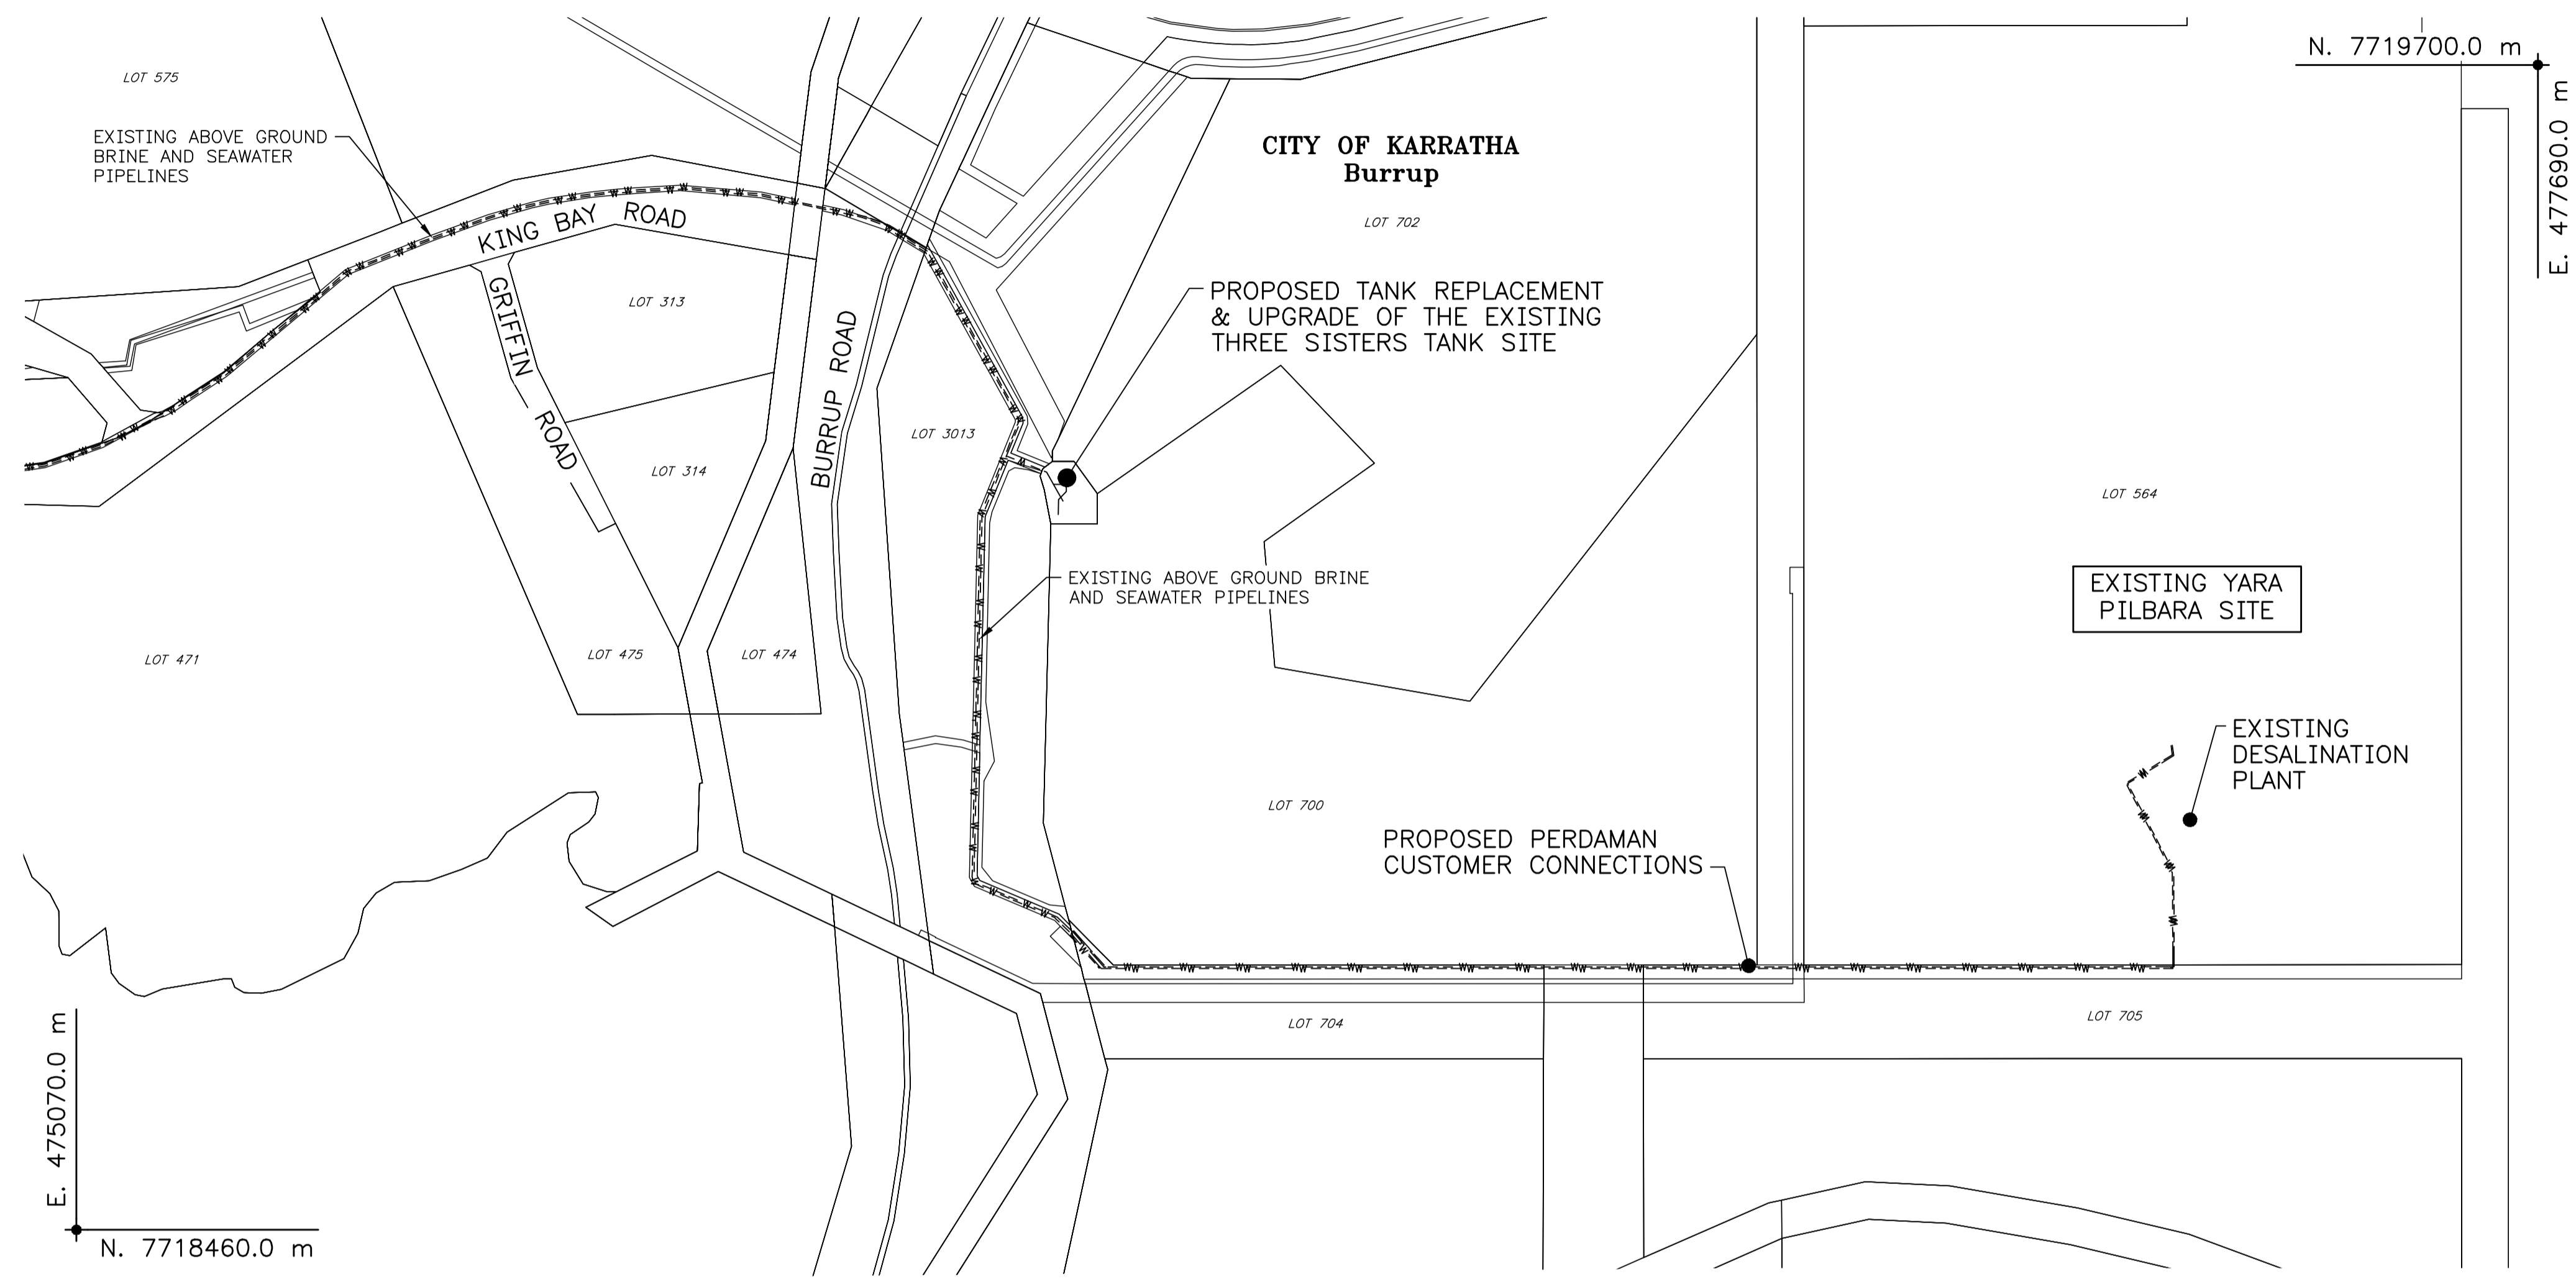 N. 7719700.0 m
E. 477690.0 m
LOT 575
EXISTING ABOVE GROUND
BRINE AND SEAWATER
PIPELINES
CITY OF KARRATHA
Burrup
LOT 702
KING BAY ROAD
GRIFFIN ROAD
LOT 313
PROPOSED TANK REPLACEMENT
& UPGRADE OF THE EXISTING
THREE SISTERS TANK SITE
BURRUP ROAD
LOT 3013
LOT 314
LOT 564
EXISTING ABOVE GROUND BRINE
AND SEAWATER PIPELINES
EXISTING YARA
PILBARA SITE
LOT 471
LOT 475
LOT 474
EXISTING
DESALINATION
PLANT
LOT 700
PROPOSED PERDAMAN
CUSTOMER CONNECTIONS
LOT 704
LOT 705
E. 475070.0 m
N. 7718460.0 m